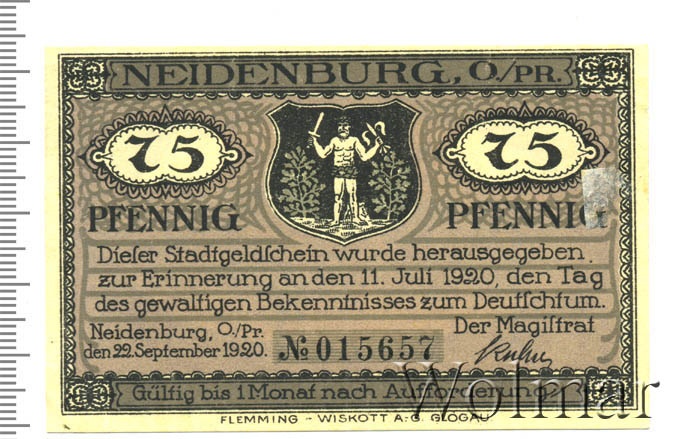 NEIDENBURG, O./PR.
75 75
PFENNIG PFENNIG
Dieſer Stadtgeldſchein wurde herausgegeben
zur Erinnerung an den 11. Juli 1920, den Tag
des gewaltigen Bekenntniſſes zum Deutſchtum.
Neidenburg, O./Pr. Der Magiſtrat
den 22. September 1920. № 015657
Gültig bis 1 Monat nach Aufforderung
FLEMMING - WISKOTT A.-G. GLOGAU
Wolmar